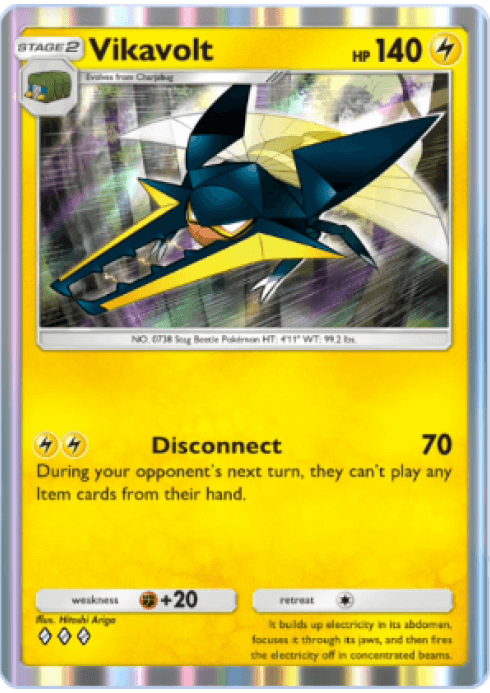 STAGE 2 Vikavolt HP 140
Evolves from Charjabug
NO. 0738 Stag Beetle Pokémon HT: 4'11" WT: 99.2 lbs.
Disconnect 70
During your opponent's next turn, they can't play any
Item cards from their hand.
weakness +20 retreat
Illus. Hitoshi Ariga
It builds up electricity in its abdomen,
focuses it through its jaws, and then fires
the electricity off in concentrated beams.